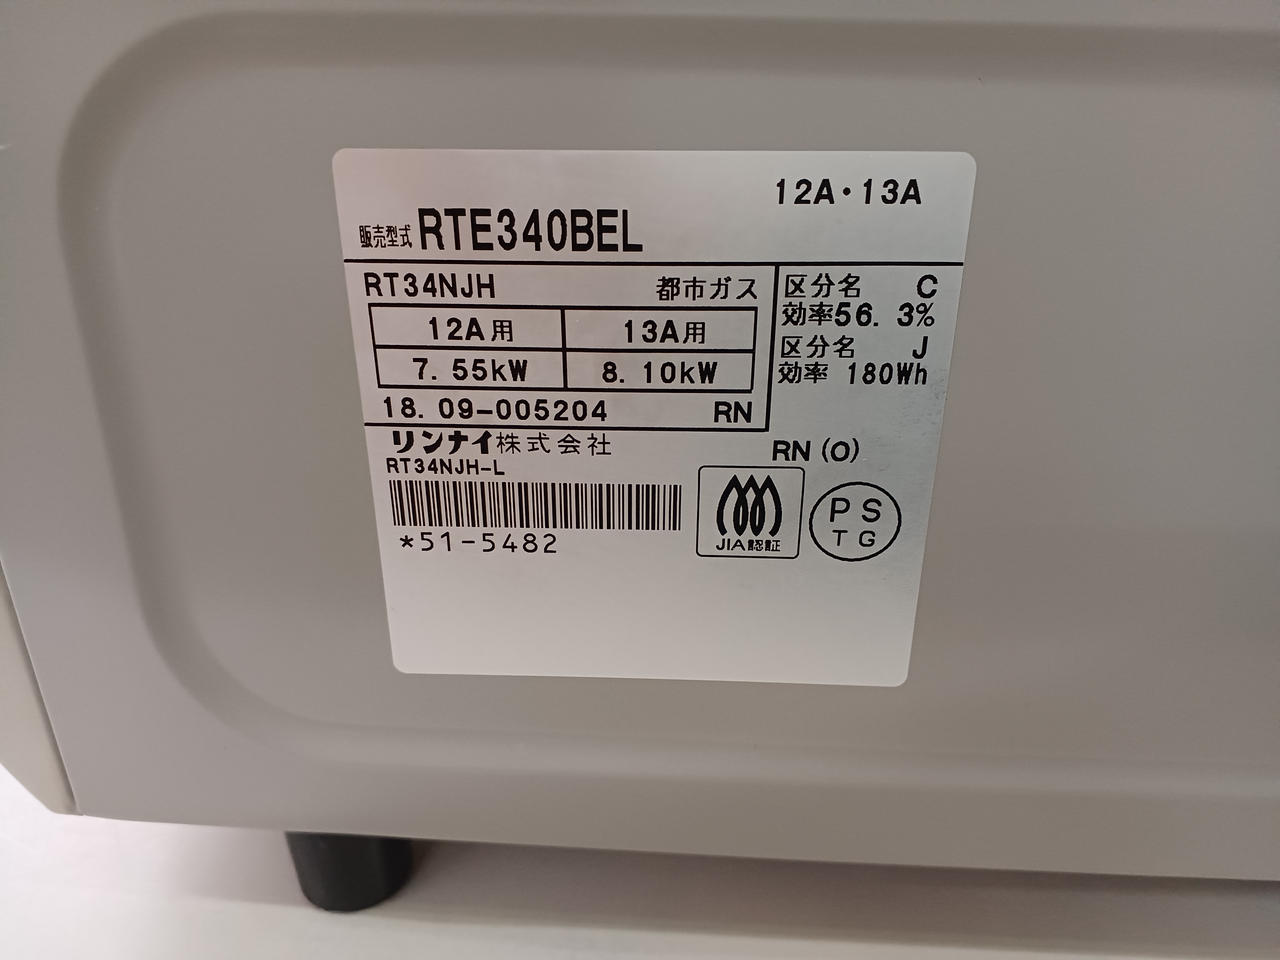 12A・13A
販売型式 RTE340BEL
RT34NJH 都市ガス
12A用 13A用
7.55kW 8.10kW
18.09-005204 RN
区分名 C
効率56.3%
区分名 J
効率 180Wh
リンナイ株式会社
RN (O)
RT34NJH-L
*51-5482
JIA認証
PS
TG